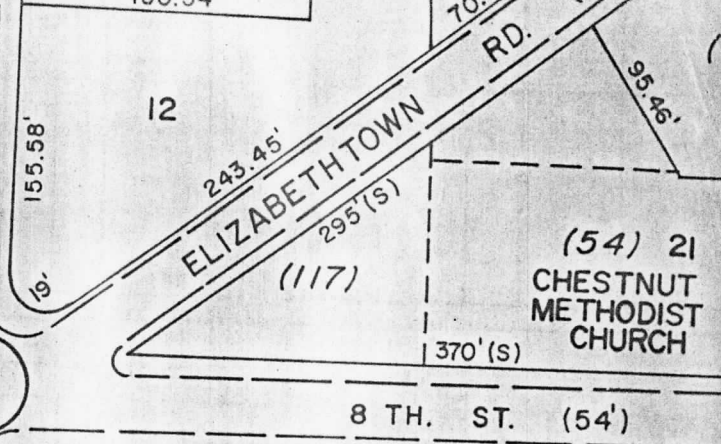 70.
RD.
12
95.46'
155.58'
243.45'
ELIZABETHTOWN
295'(S)
(54) 21
19'
(117)
CHESTNUT
METHODIST
CHURCH
370'(S)
8 TH. ST. (54')